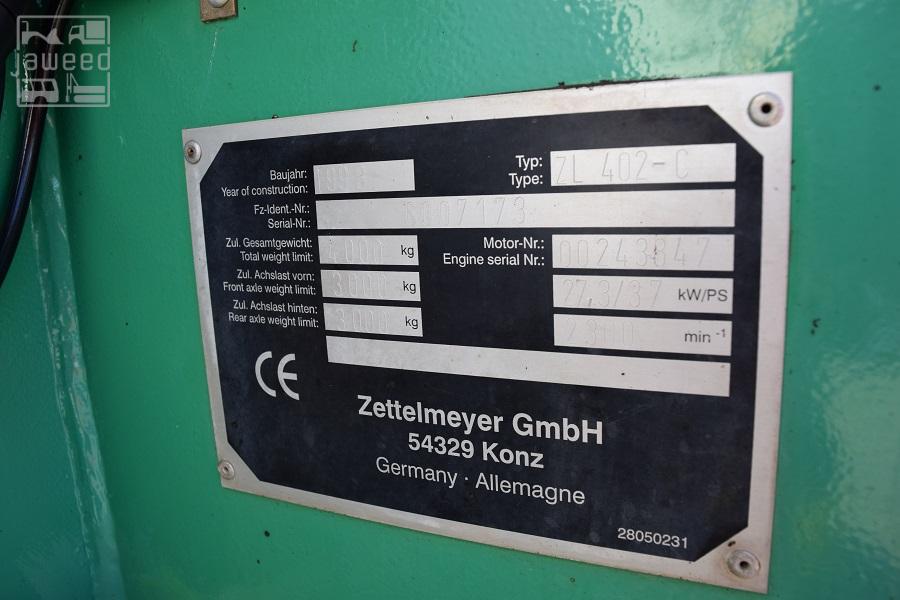 jaweed
Baujahr:
Year of construction:
Typ: ZL 402-C
Type:
Fz-Ident.-Nr.:
Serial-Nr.:
Zul. Gesamtgewicht: kg
Total weight limit:
Motor-Nr.: 00243847
Engine serial Nr.:
Zul. Achslast vorn: 3000 kg
Front axle weight limit:
27,3/37 kW/PS
Zul. Achslast hinten: 3000 kg
Rear axle weight limit:
min -1
CE
Zettelmeyer GmbH
54329 Konz
Germany · Allemagne
28050231